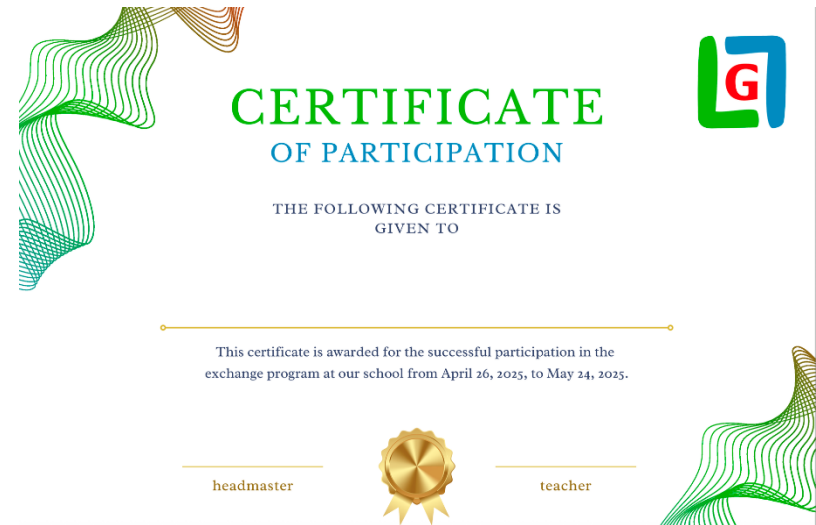 G
CERTIFICATE
OF PARTICIPATION
THE FOLLOWING CERTIFICATE IS
GIVEN TO
This certificate is awarded for the successful participation in the
exchange program at our school from April 26, 2025, to May 24, 2025.
headmaster
teacher